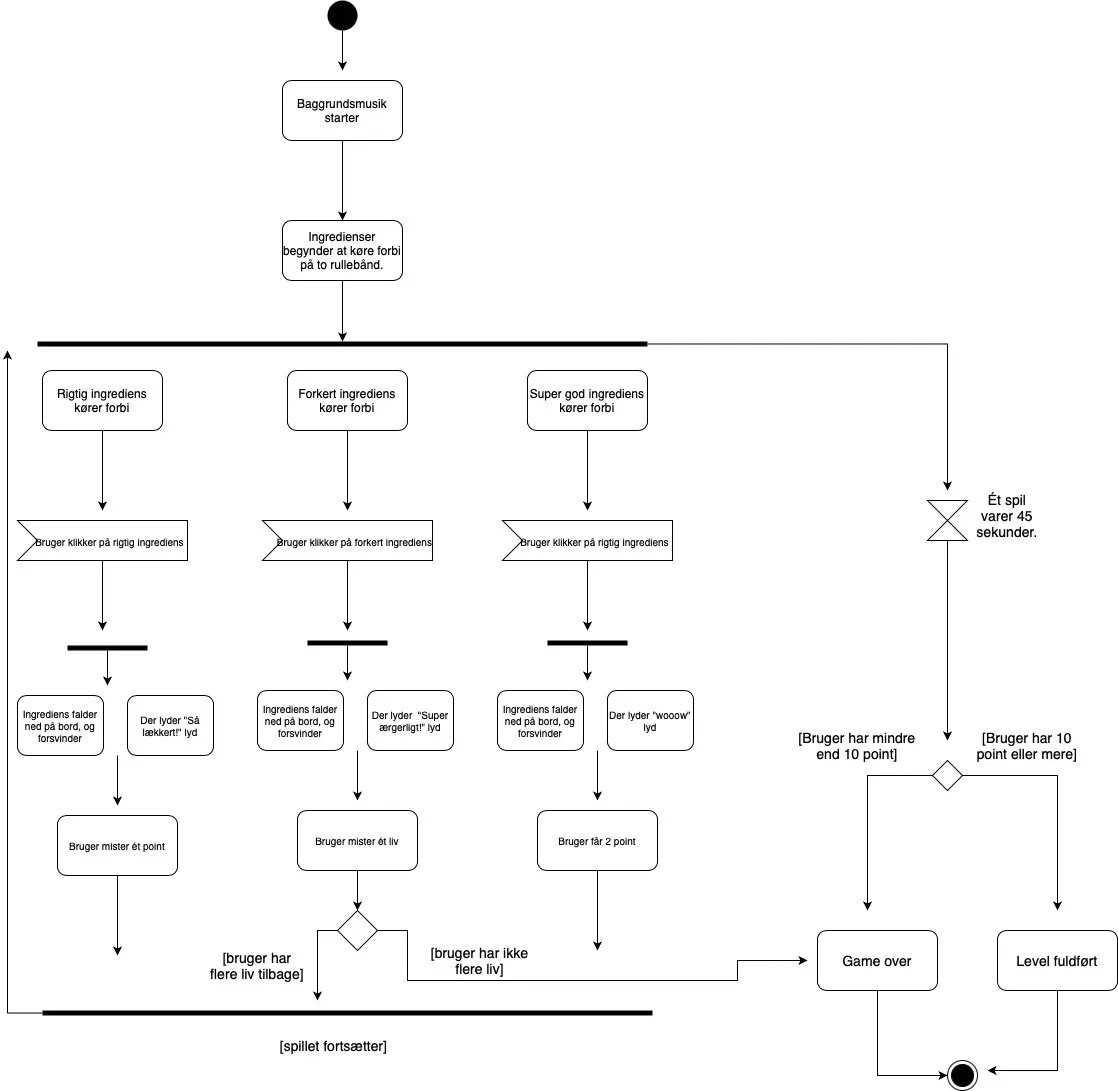 Baggrundsmusik
starter
Ingredienser
begynder at køre forbi
på to rullebånd.
Rigtig ingrediens
kører forbi
Forkert ingrediens
kører forbi
Super god ingrediens
kører forbi
Bruger klikker på rigtig ingrediens
Bruger klikker på forkert ingrediens
Bruger klikker på rigtig ingrediens
Ét spil
varer 45
sekunder.
Ingrediens falder
ned på bord, og
forsvinder
Der lyder "Så
lækkert!" lyd
Ingrediens falder
ned på bord, og
forsvinder
Der lyder "Super
ærgerligt!" lyd
Ingrediens falder
ned på bord, og
forsvinder
Der lyder "wooow"
lyd
[Bruger har mindre
end 10 point]
[Bruger har 10
point eller mere]
Bruger mister ét point
Bruger mister ét liv
Bruger får 2 point
[bruger har
flere liv tilbage]
[bruger har ikke
flere liv]
Game over
Level fuldført
[spillet fortsætter]